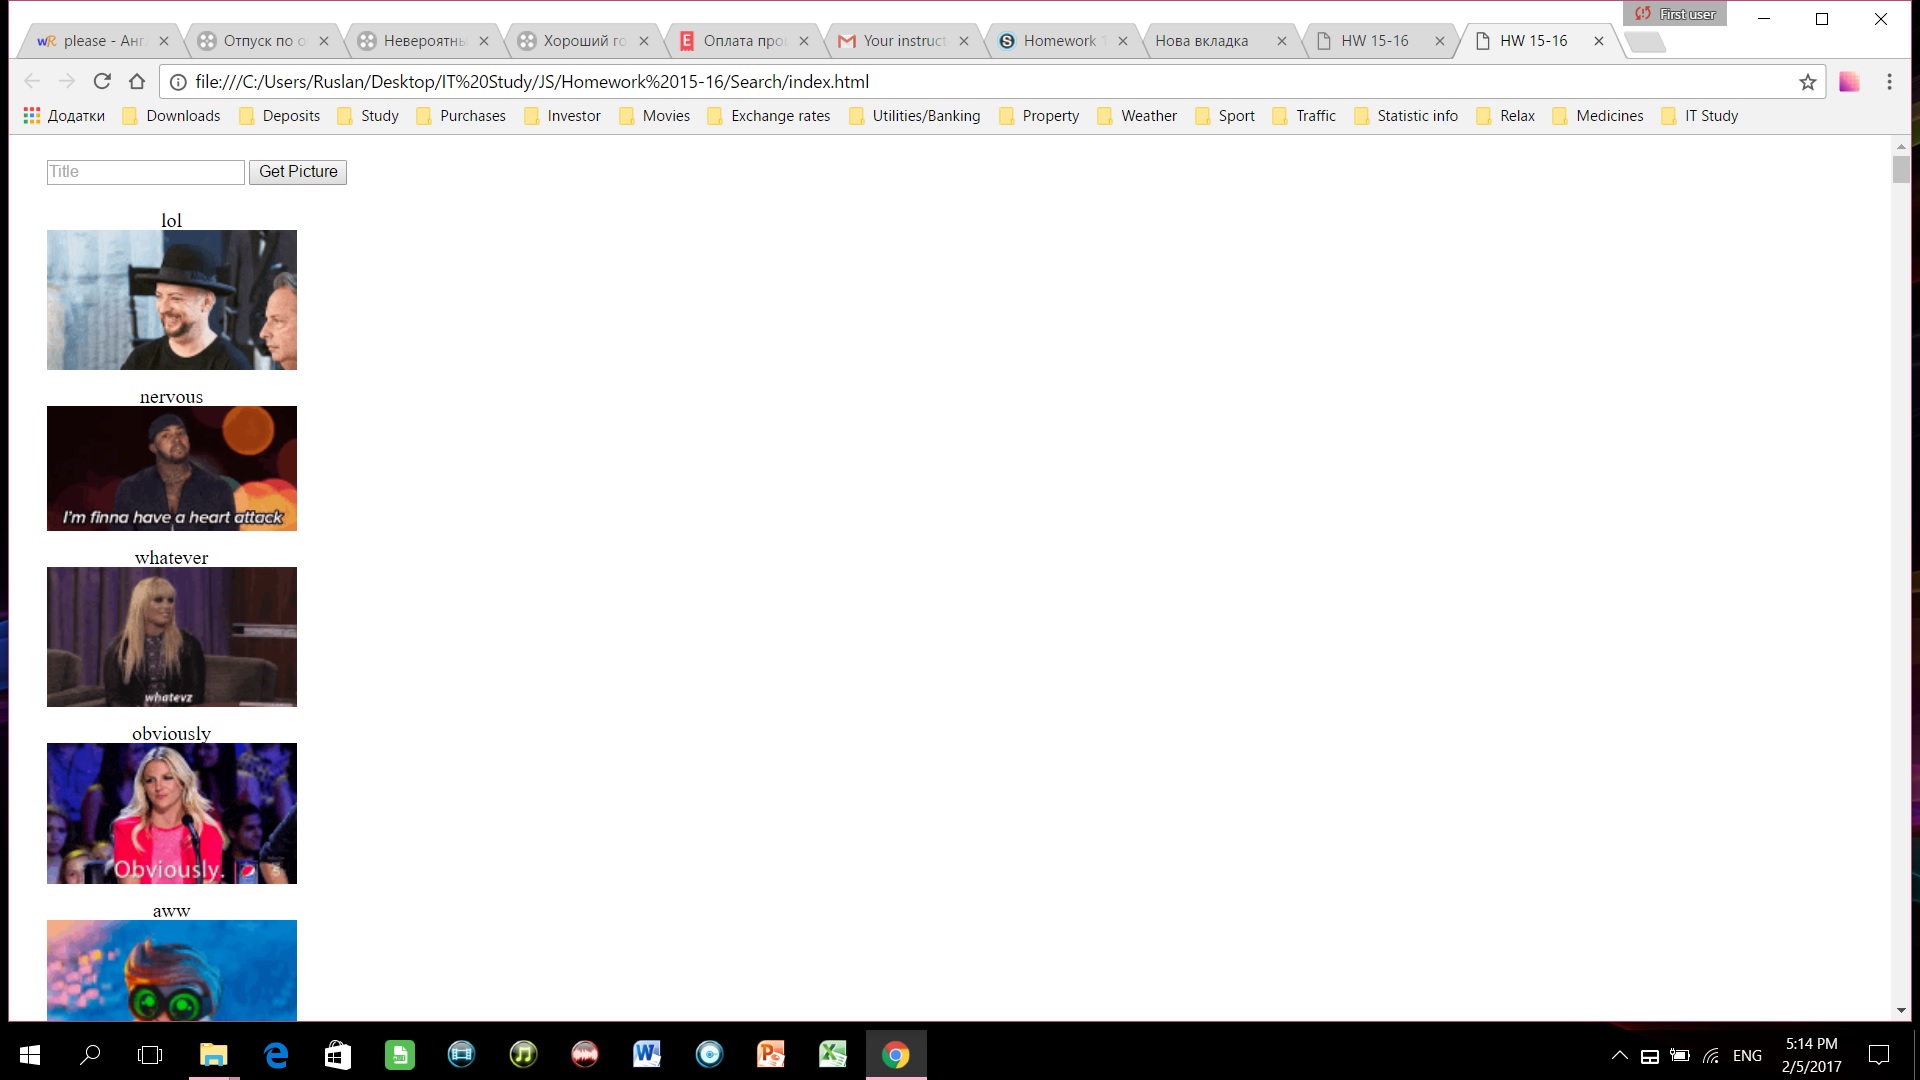 First user
please - Анг
Отпуск по о
Невероятнь
Хороший го
Оплата про
Your instruct
Homework 1
Нова вкладка
HW 15-16
HW 15-16
file:///C:/Users/Ruslan/Desktop/IT%20Study/JS/Homework%2015-16/Search/index.html
Додатки Downloads Deposits Study Purchases Investor Movies Exchange rates Utilities/Banking Property Weather Sport Traffic Statistic info Relax Medicines IT Study
Title Get Picture
lol
nervous
I'm finna have a heart attack
whatever
whatevz
obviously
Obviously.
aww
ENG
5:14 PM
2/5/2017